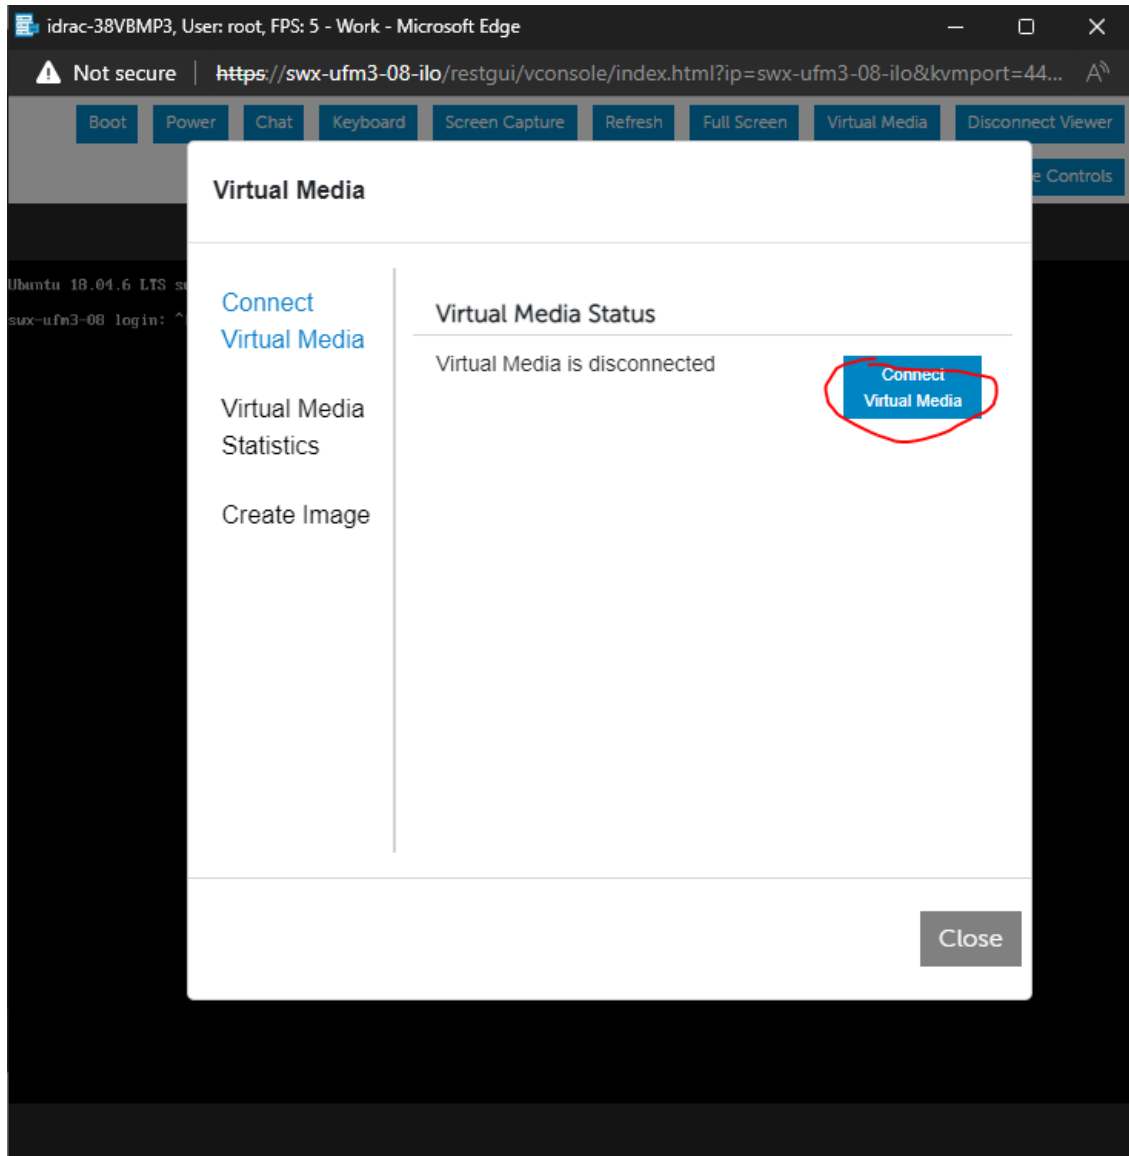 idrac-38VBMP3, User: root, FPS: 5 - Work - Microsoft Edge
Not secure | https://swx-ufm3-08-ilo/restgui/vconsole/index.html?ip=swx-ufm3-08-ilo&kvmport=44...
Boot Power Chat Keyboard Screen Capture Refresh Full Screen Virtual Media Disconnect Viewer
e Controls
Virtual Media
Ubuntu 18.04.6 LTS
swx-ufm3-08 login: ^
Connect
Virtual Media
Virtual Media
Statistics
Create Image
Virtual Media Status
Virtual Media is disconnected
Connect
Virtual Media
Close